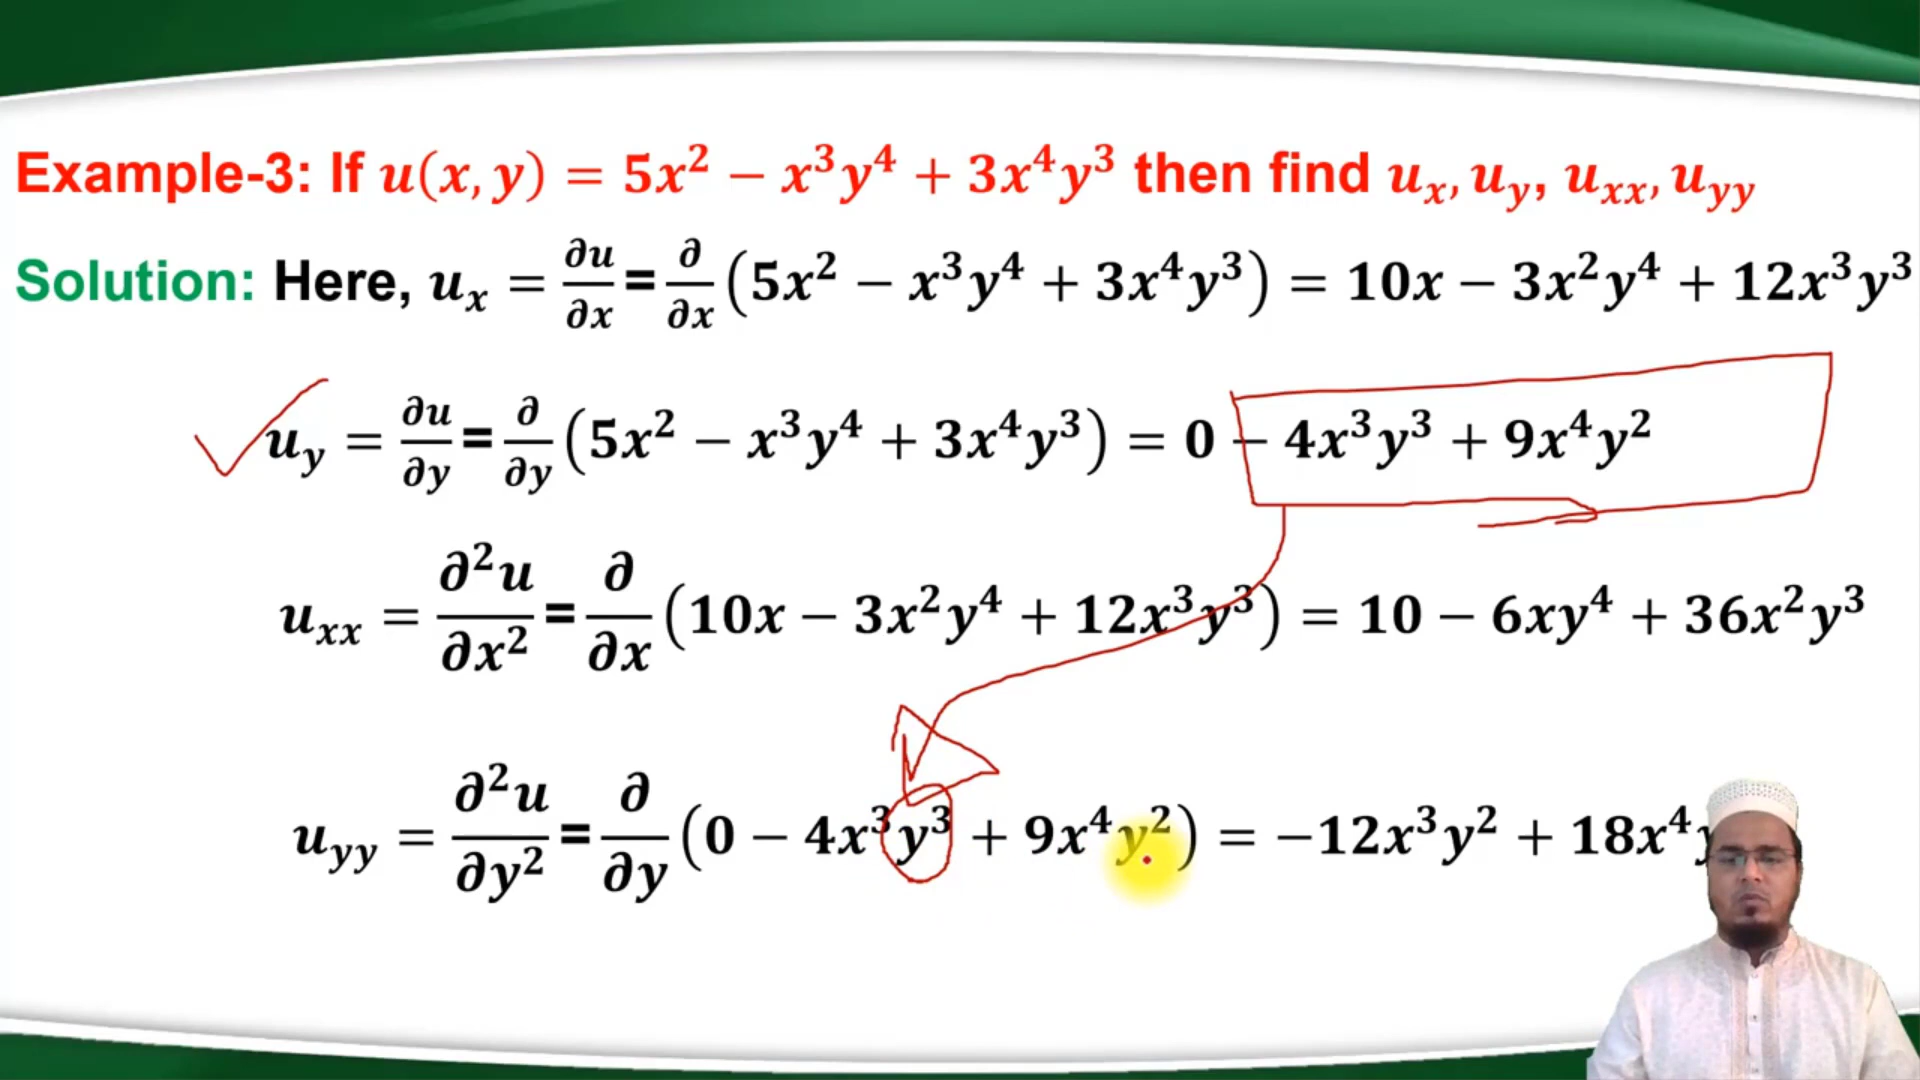 Example-3: If u(x, y) = 5x² − x³y⁴ + 3x⁴y³ then find uₓ, u_y, uₓₓ, u_yy
Solution: Here, uₓ = ∂u/∂x = ∂/∂x (5x² − x³y⁴ + 3x⁴y³) = 10x − 3x²y⁴ + 12x³y³
u_y = ∂u/∂y = ∂/∂y (5x² − x³y⁴ + 3x⁴y³) = 0 − 4x³y³ + 9x⁴y²
uₓₓ = ∂²u/∂x² = ∂/∂x (10x − 3x²y⁴ + 12x³y³) = 10 − 6xy⁴ + 36x²y³
u_yy = ∂²u/∂y² = ∂/∂y (0 − 4x³y³ + 9x⁴y²) = −12x³y² + 18x⁴